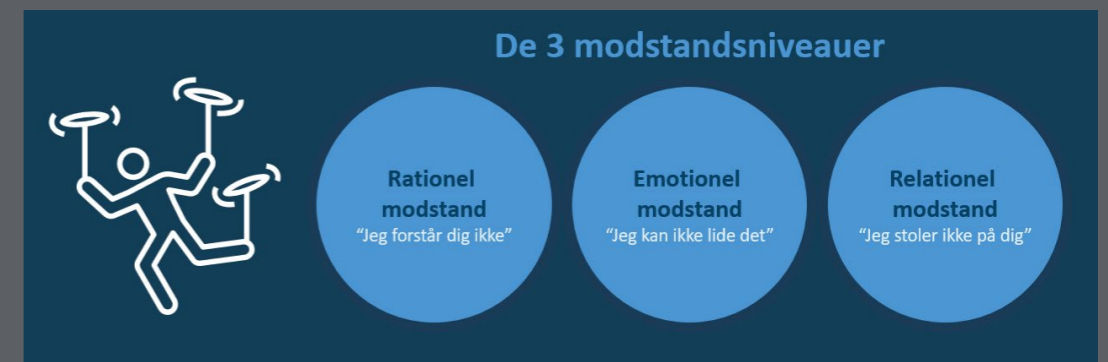 De 3 modstandsniveauer
Rationel
modstand
“Jeg forstår dig ikke”
Emotionel
modstand
“Jeg kan ikke lide det”
Relationel
modstand
“Jeg stoler ikke på dig”